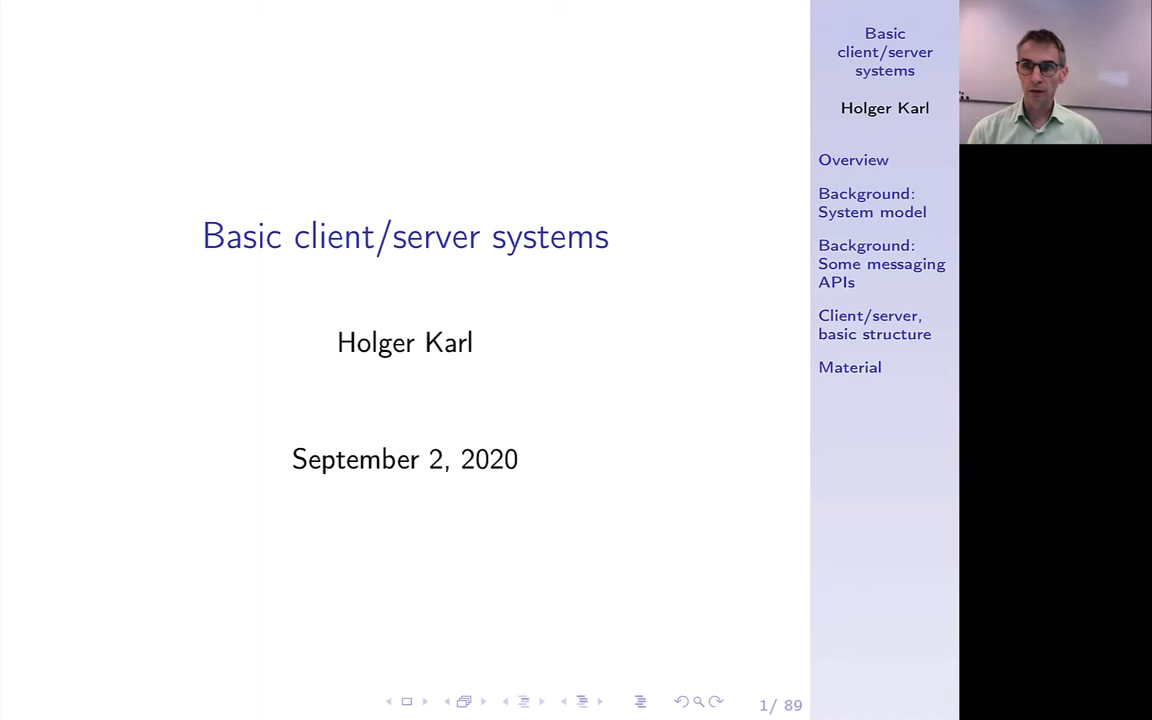 Basic client/server systems
Holger Karl
September 2, 2020
1/ 89
Basic
client/server
systems
Holger Karl
Overview
Background:
System model
Background:
Some messaging
APIs
Client/server,
basic structure
Material